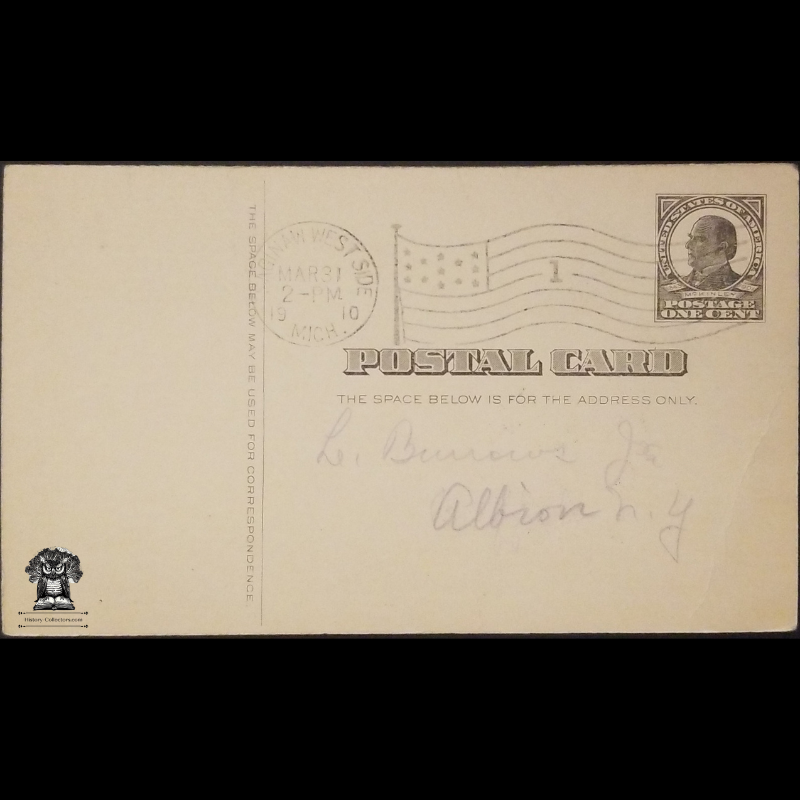 THE SPACE BELOW MAY BE USED FOR CORRESPONDENCE.
WEST SIDE
MAR 31
2-PM
19 10
MICH.
1
UNITED STATES OF AMERICA
MCKINLEY
POSTAGE
ONE CENT
POSTAL CARD
THE SPACE BELOW IS FOR THE ADDRESS ONLY.
L.
Albion N.Y
History-Collectors.com